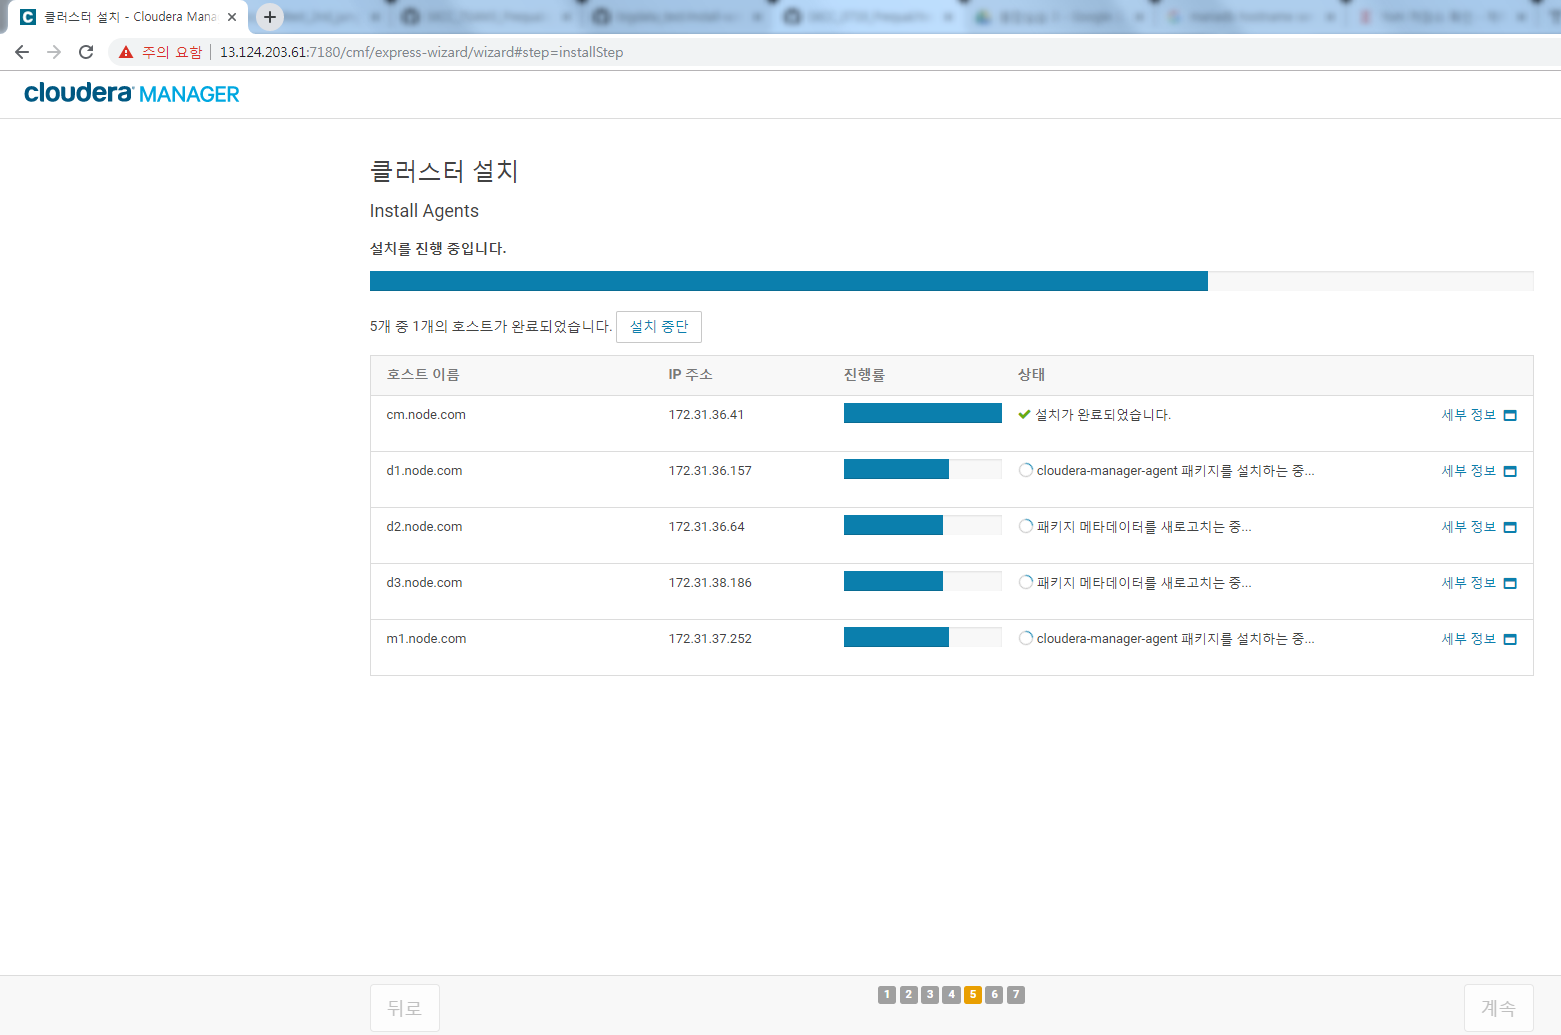 클러스터 설치 - Cloudera Mana
주의 요함 | 13.124.203.61:7180/cmf/express-wizard/wizard#step=installStep
cloudera MANAGER
클러스터 설치
Install Agents
설치를 진행 중입니다.
5개 중 1개의 호스트가 완료되었습니다. 설치 중단
호스트 이름 IP 주소 진행률 상태
cm.node.com 172.31.36.41 설치가 완료되었습니다. 세부 정보
d1.node.com 172.31.36.157 cloudera-manager-agent 패키지를 설치하는 중... 세부 정보
d2.node.com 172.31.36.64 패키지 메타데이터를 새로고치는 중... 세부 정보
d3.node.com 172.31.38.186 패키지 메타데이터를 새로고치는 중... 세부 정보
m1.node.com 172.31.37.252 cloudera-manager-agent 패키지를 설치하는 중... 세부 정보
뒤로 1 2 3 4 5 6 7 계속